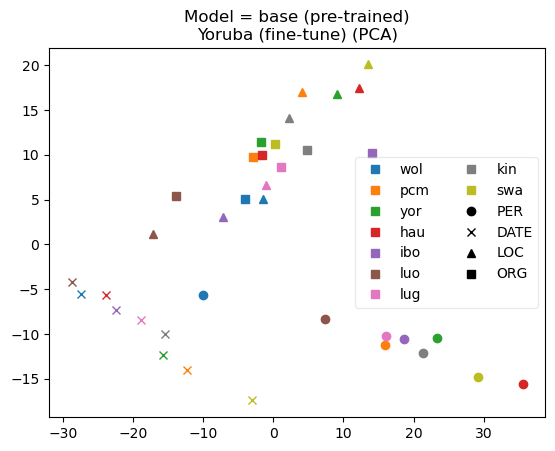 Model = base (pre-trained)
Yoruba (fine-tune) (PCA)
20
15
10
5
0
−5
−10
−15
−30
−20
−10
0
10
20
30
wol
pcm
yor
hau
ibo
luo
lug
kin
swa
PER
DATE
LOC
ORG